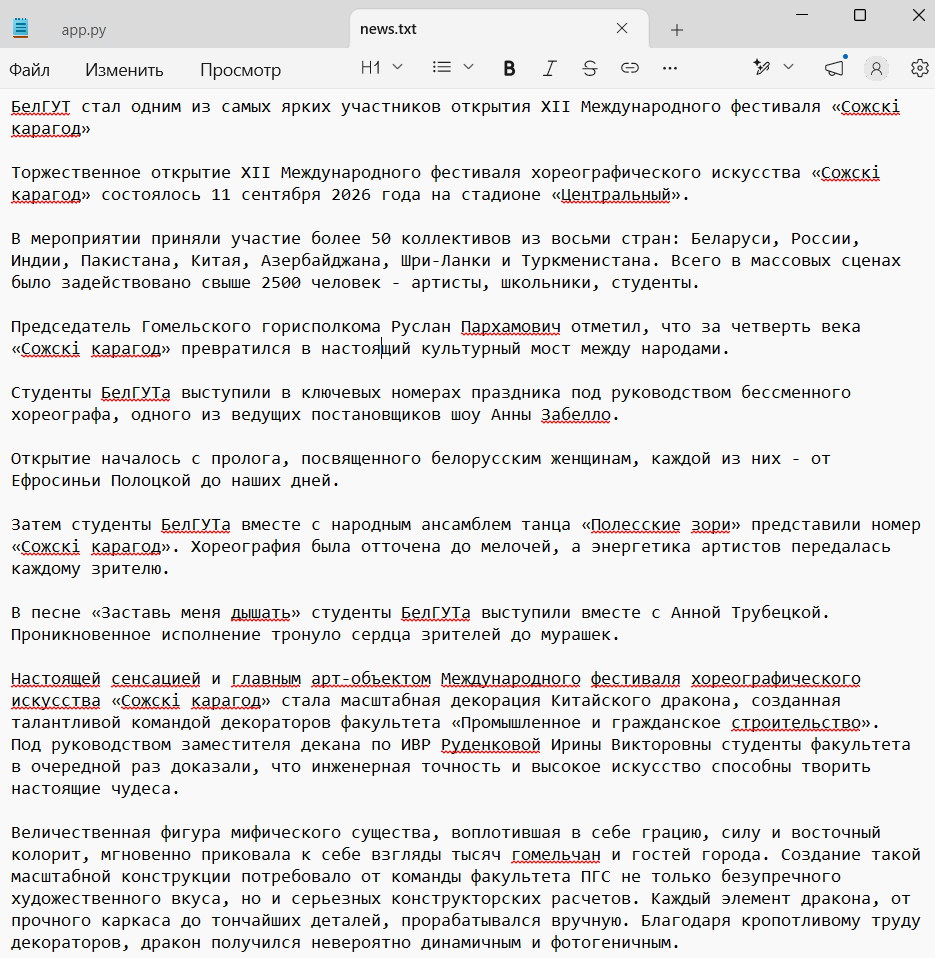 app.py
news.txt
Файл Изменить Просмотр H1 B I S
БелГУТ стал одним из самых ярких участников открытия XII Международного фестиваля «Сожскі
карагод»
Торжественное открытие XII Международного фестиваля хореографического искусства «Сожскі
карагод» состоялось 11 сентября 2026 года на стадионе «Центральный».
В мероприятии приняли участие более 50 коллективов из восьми стран: Беларуси, России,
Индии, Пакистана, Китая, Азербайджана, Шри-Ланки и Туркменистана. Всего в массовых сценах
было задействовано свыше 2500 человек - артисты, школьники, студенты.
Председатель Гомельского горисполкома Руслан Пархамович отметил, что за четверть века
«Сожскі карагод» превратился в настоящий культурный мост между народами.
Студенты БелГУТа выступили в ключевых номерах праздника под руководством бессменного
хореографа, одного из ведущих постановщиков шоу Анны Забелло.
Открытие началось с пролога, посвященного белорусским женщинам, каждой из них - от
Ефросиньи Полоцкой до наших дней.
Затем студенты БелГУТа вместе с народным ансамблем танца «Полесские зори» представили номер
«Сожскі карагод». Хореография была отточена до мелочей, а энергетика артистов передалась
каждому зрителю.
В песне «Заставь меня дышать» студенты БелГУТа выступили вместе с Анной Трубецкой.
Проникновенное исполнение тронуло сердца зрителей до мурашек.
Настоящей сенсацией и главным арт-объектом Международного фестиваля хореографического
искусства «Сожскі карагод» стала масштабная декорация Китайского дракона, созданная
талантливой командой декораторов факультета «Промышленное и гражданское строительство».
Под руководством заместителя декана по ИВР Руденковой Ирины Викторовны студенты факультета
в очередной раз доказали, что инженерная точность и высокое искусство способны творить
настоящие чудеса.
Величественная фигура мифического существа, воплотившая в себе грацию, силу и восточный
колорит, мгновенно приковала к себе взгляды тысяч гомельчан и гостей города. Создание такой
масштабной конструкции потребовало от команды факультета ПГС не только безупречного
художественного вкуса, но и серьезных конструкторских расчетов. Каждый элемент дракона, от
прочного каркаса до тончайших деталей, прорабатывался вручную. Благодаря кропотливому труду
декораторов, дракон получился невероятно динамичным и фотогеничным.